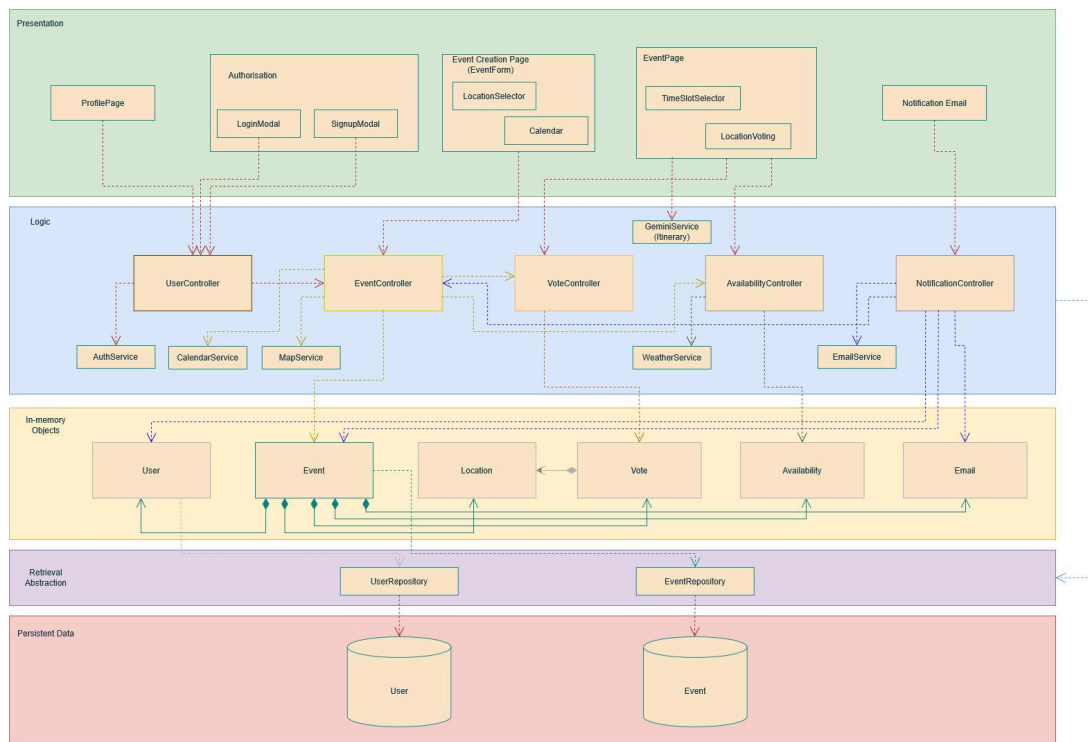 Presentation
ProfilePage
Authorisation
LoginModal
SignupModal
Event Creation Page
(EventForm)
LocationSelector
Calendar
EventPage
TimeSlotSelector
LocationVoting
Notification Email
Logic
GeminiService
(Itinerary)
UserController
EventController
VoteController
AvailabilityController
NotificationController
AuthService
CalendarService
MapService
WeatherService
EmailService
In-memory
Objects
User
Event
Location
Vote
Availability
Email
Retrieval
Abstraction
UserRepository
EventRepository
Persistent Data
User
Event